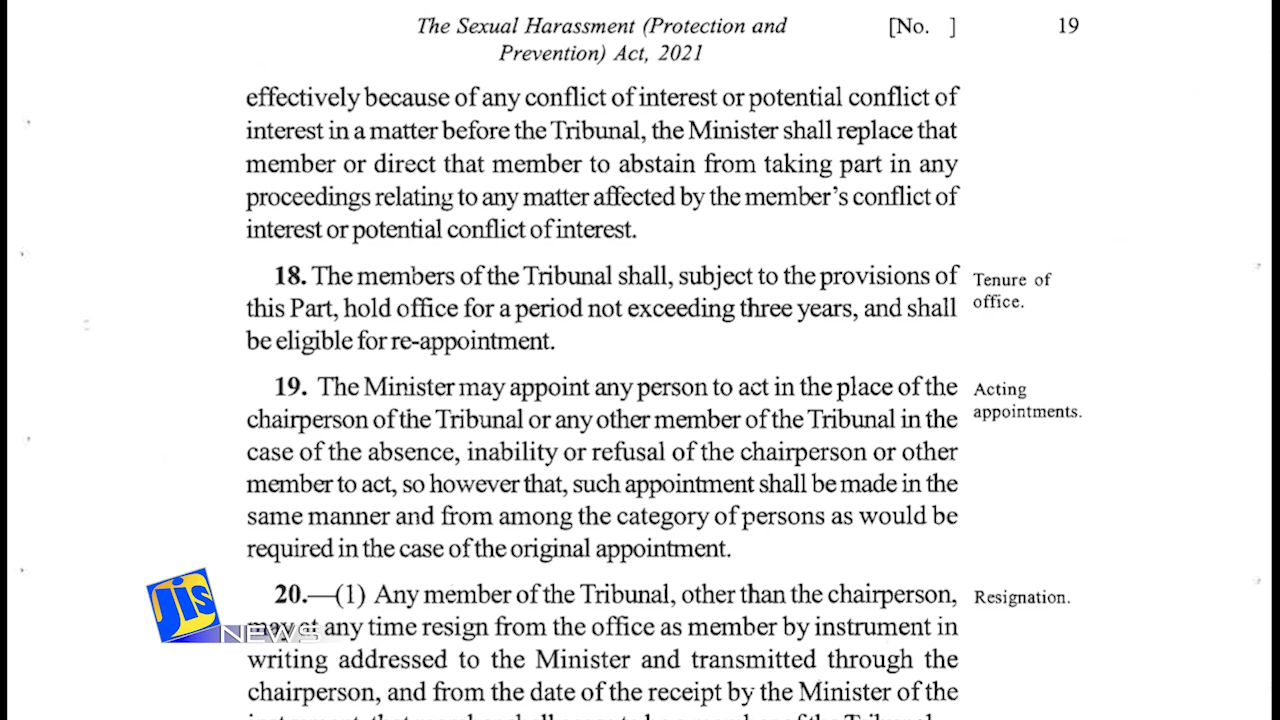 The Sexual Harassment (Protection and [No. ] 19
Prevention) Act, 2021
effectively because of any conflict of interest or potential conflict of
interest in a matter before the Tribunal, the Minister shall replace that
member or direct that member to abstain from taking part in any
proceedings relating to any matter affected by the member's conflict of
interest or potential conflict of interest.
18. The members of the Tribunal shall, subject to the provisions of
Tenure of
this Part, hold office for a period not exceeding three years, and shall
office.
be eligible for re-appointment.
19. The Minister may appoint any person to act in the place of the
Acting
chairperson of the Tribunal or any other member of the Tribunal in the
appointments.
case of the absence, inability or refusal of the chairperson or other
member to act, so however that, such appointment shall be made in the
same manner and from among the category of persons as would be
required in the case of the original appointment.
20.—(1) Any member of the Tribunal, other than the chairperson,
Resignation.
may at any time resign from the office as member by instrument in
writing addressed to the Minister and transmitted through the
chairperson, and from the date of the receipt by the Minister of the
jis
NEWS